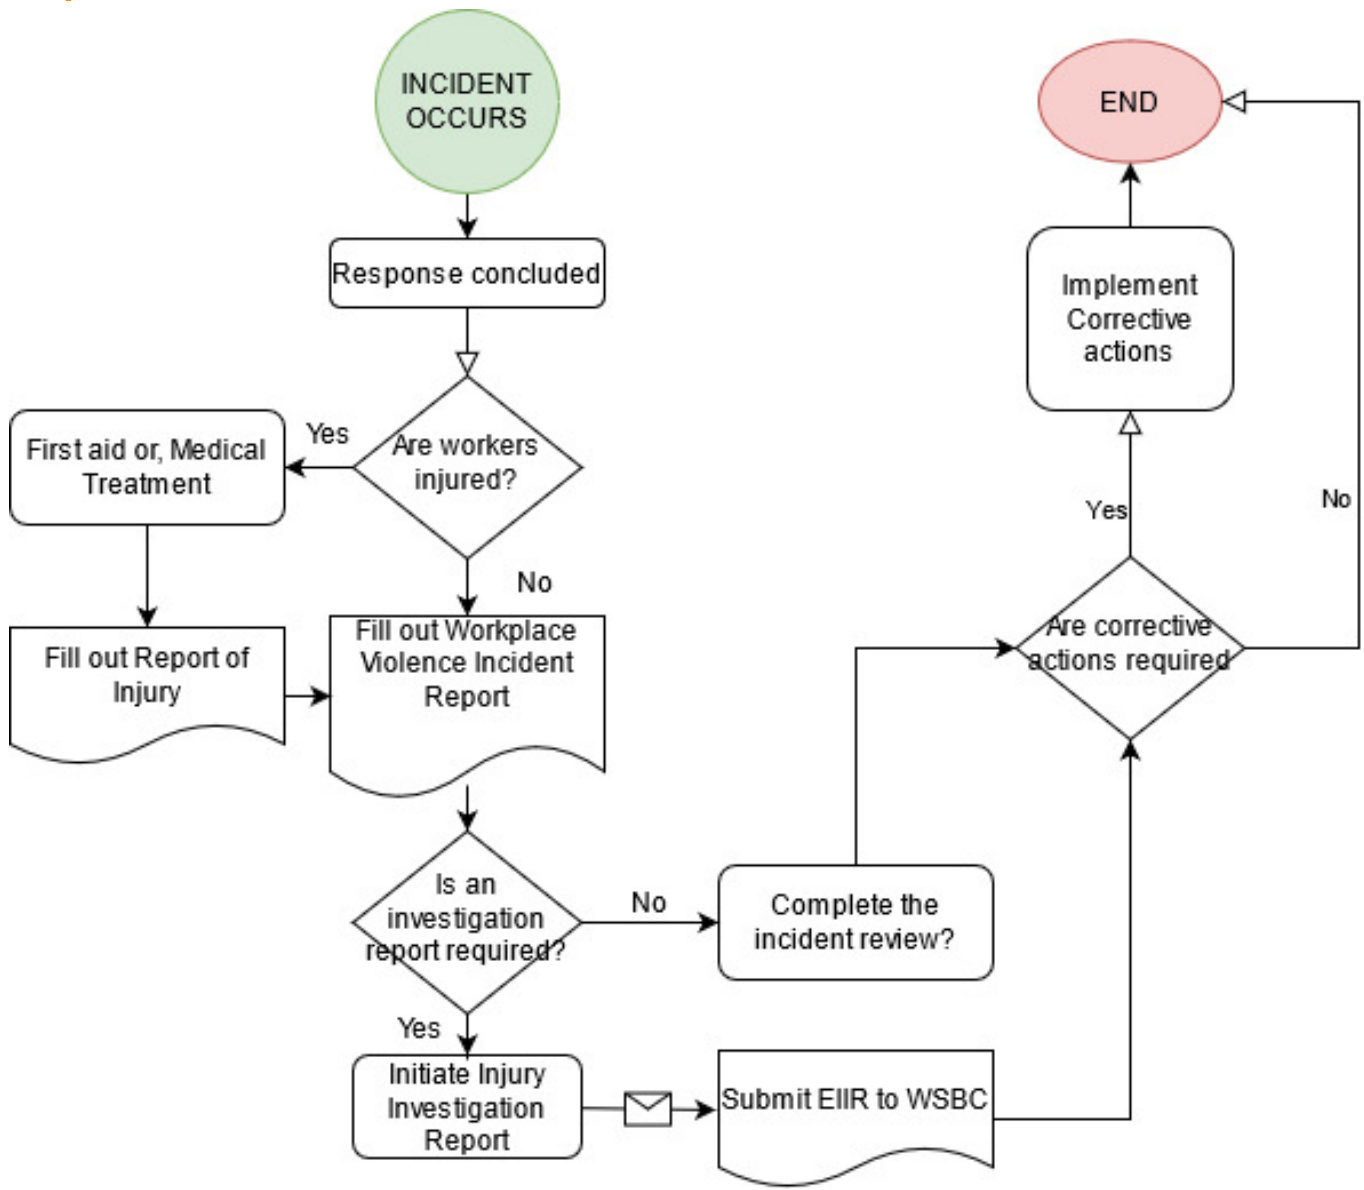 INCIDENT
OCCURS
Response concluded
Are workers
injured?
Yes
First aid or, Medical
Treatment
Fill out Report of
Injury
No
Fill out Workplace
Violence Incident
Report
Is an
investigation
report required?
No
Complete the
incident review?
Yes
Initiate Injury
Investigation
Report
Submit EIIR to WSBC
Are corrective
actions required
Yes
Implement
Corrective
actions
No
END